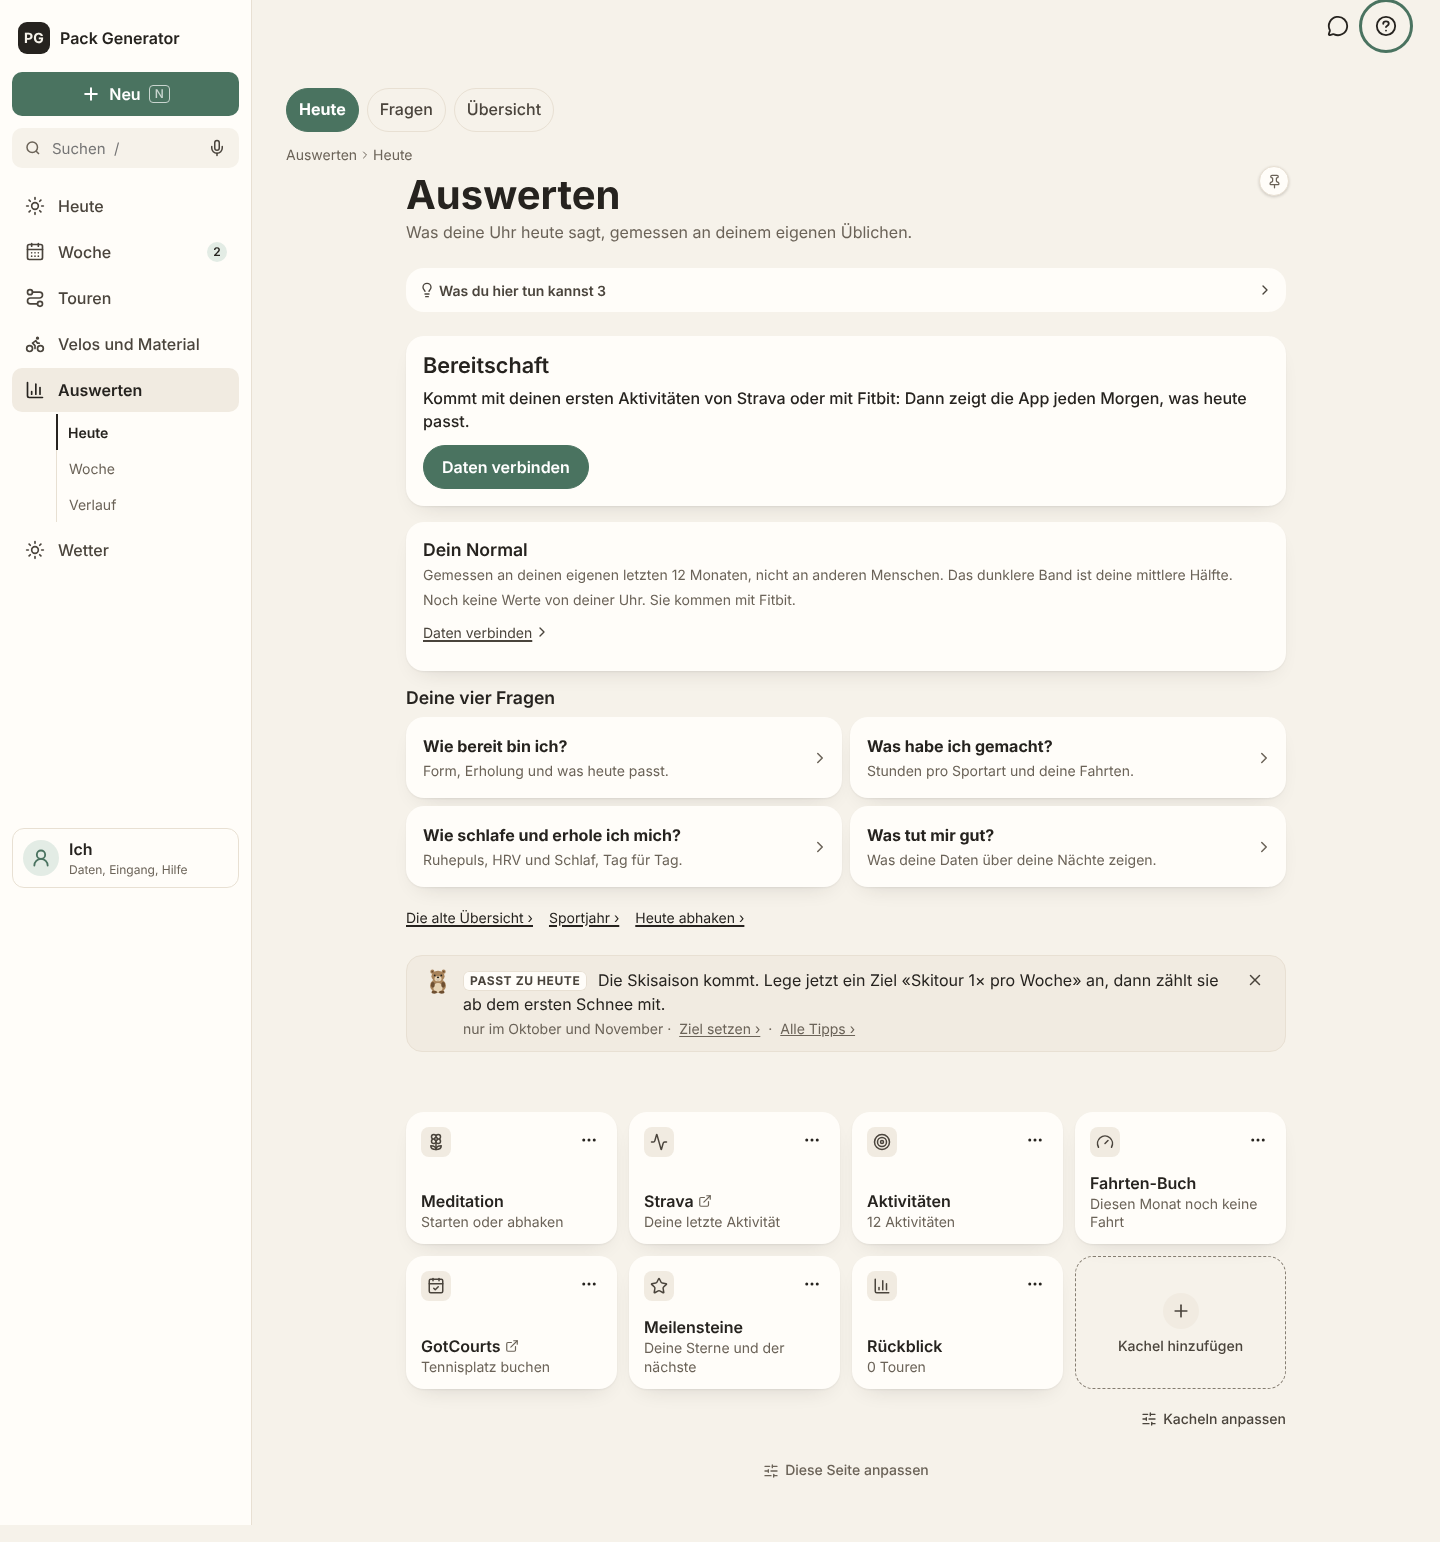 PG Pack Generator
Neu N
Suchen /
Heute
Woche 2
Touren
Velos und Material
Auswerten
Heute
Woche
Verlauf
Wetter
Ich
Daten, Eingang, Hilfe
Heute Fragen Übersicht
Auswerten › Heute
Auswerten
Was deine Uhr heute sagt, gemessen an deinem eigenen Üblichen.
Was du hier tun kannst 3
Bereitschaft
Kommt mit deinen ersten Aktivitäten von Strava oder mit Fitbit: Dann zeigt die App jeden Morgen, was heute
passt.
Daten verbinden
Dein Normal
Gemessen an deinen eigenen letzten 12 Monaten, nicht an anderen Menschen. Das dunklere Band ist deine mittlere Hälfte.
Noch keine Werte von deiner Uhr. Sie kommen mit Fitbit.
Daten verbinden
Deine vier Fragen
Wie bereit bin ich?
Form, Erholung und was heute passt.
Was habe ich gemacht?
Stunden pro Sportart und deine Fahrten.
Wie schlafe und erhole ich mich?
Ruhepuls, HRV und Schlaf, Tag für Tag.
Was tut mir gut?
Was deine Daten über deine Nächte zeigen.
Die alte Übersicht › Sportjahr › Heute abhaken ›
PASST ZU HEUTE Die Skisaison kommt. Lege jetzt ein Ziel «Skitour 1× pro Woche» an, dann zählt sie
ab dem ersten Schnee mit.
nur im Oktober und November · Ziel setzen › · Alle Tipps ›
Meditation
Starten oder abhaken
Strava
Deine letzte Aktivität
Aktivitäten
12 Aktivitäten
Fahrten-Buch
Diesen Monat noch keine
Fahrt
GotCourts
Tennisplatz buchen
Meilensteine
Deine Sterne und der
nächste
Rückblick
0 Touren
Kachel hinzufügen
Kacheln anpassen
Diese Seite anpassen